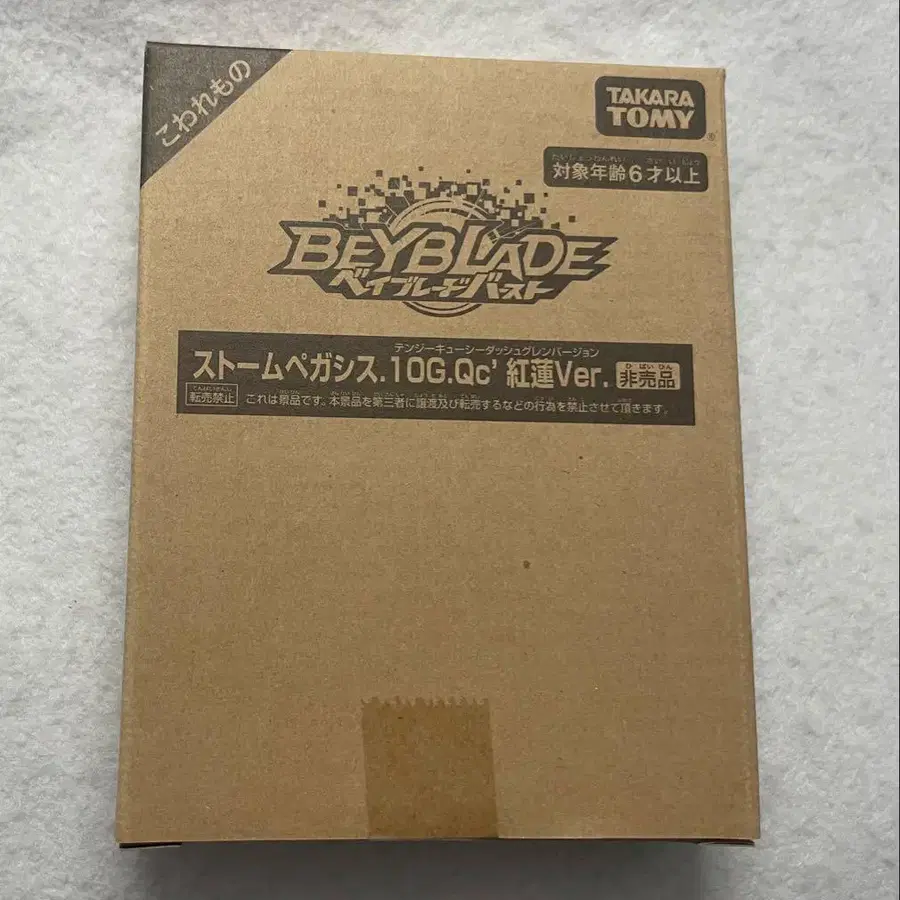 こわれもの
TAKARA
TOMY
たいしょうねんれい さい いじょう
対象年齢6才以上
BEYBLADE
ベイブレードバースト
テンジーキューシーダッシュグレンバージョン
ストームペガシス.10G.Qc’ 紅蓮Ver.
ひ ばい ひん
非売品
てんばいきんし
転売禁止
これは景品です。本景品を第三者に譲渡及び転売するなどの行為を禁止させて頂きます。